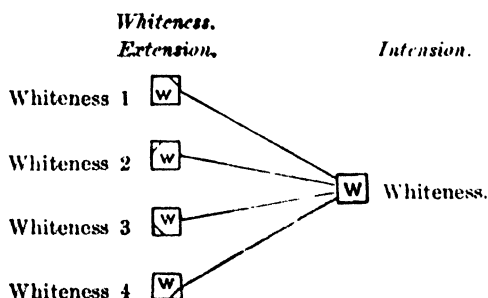 Whiteness.
Extension. Intension.
Whiteness 1 W
Whiteness 2 W
W Whiteness.
Whiteness 3 W
Whiteness 4 W